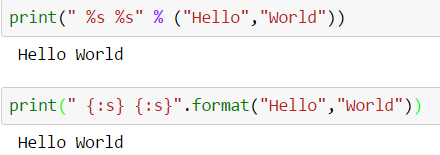 print(" %s %s" % ("Hello","World"))
 Hello World
print(" {:s} {:s}".format("Hello","World"))
 Hello World